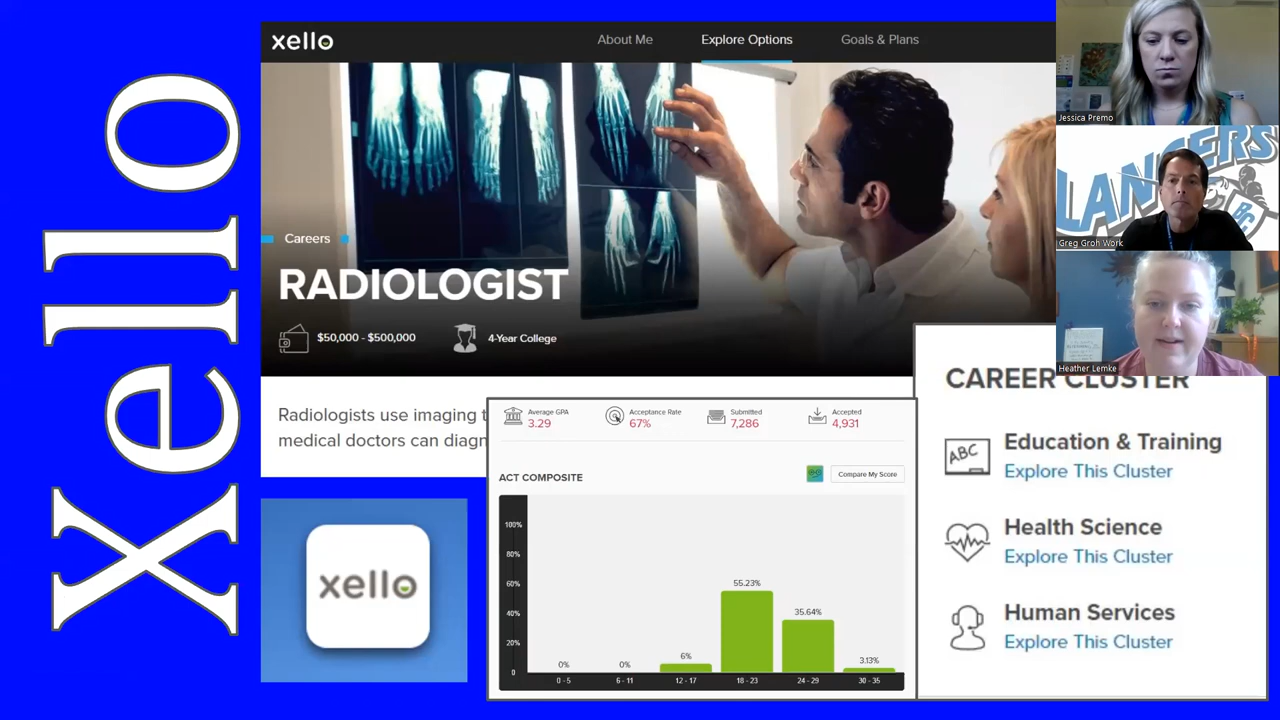 Xello
xello
About Me
Explore Options
Goals & Plans
Careers
RADIOLOGIST
$50,000 - $500,000
4-Year College
Radiologists use imaging
medical doctors can diagn
xello
Average GPA
3.29
Acceptance Rate
67%
Submitted
7,286
Accepted
4,931
ACT COMPOSITE
Compare My Score
100%
80%
60%
40%
20%
0
0%
0%
6%
55.23%
35.64%
3.13%
0 - 5
6 - 11
12 - 17
18 - 23
24 - 29
30 - 35
CAREER CLUSTER
ABC
Education & Training
Explore This Cluster
Health Science
Explore This Cluster
Human Services
Explore This Cluster
Jessica Premo
LANCERS
BC
Greg Groh Work
Heather Lemke